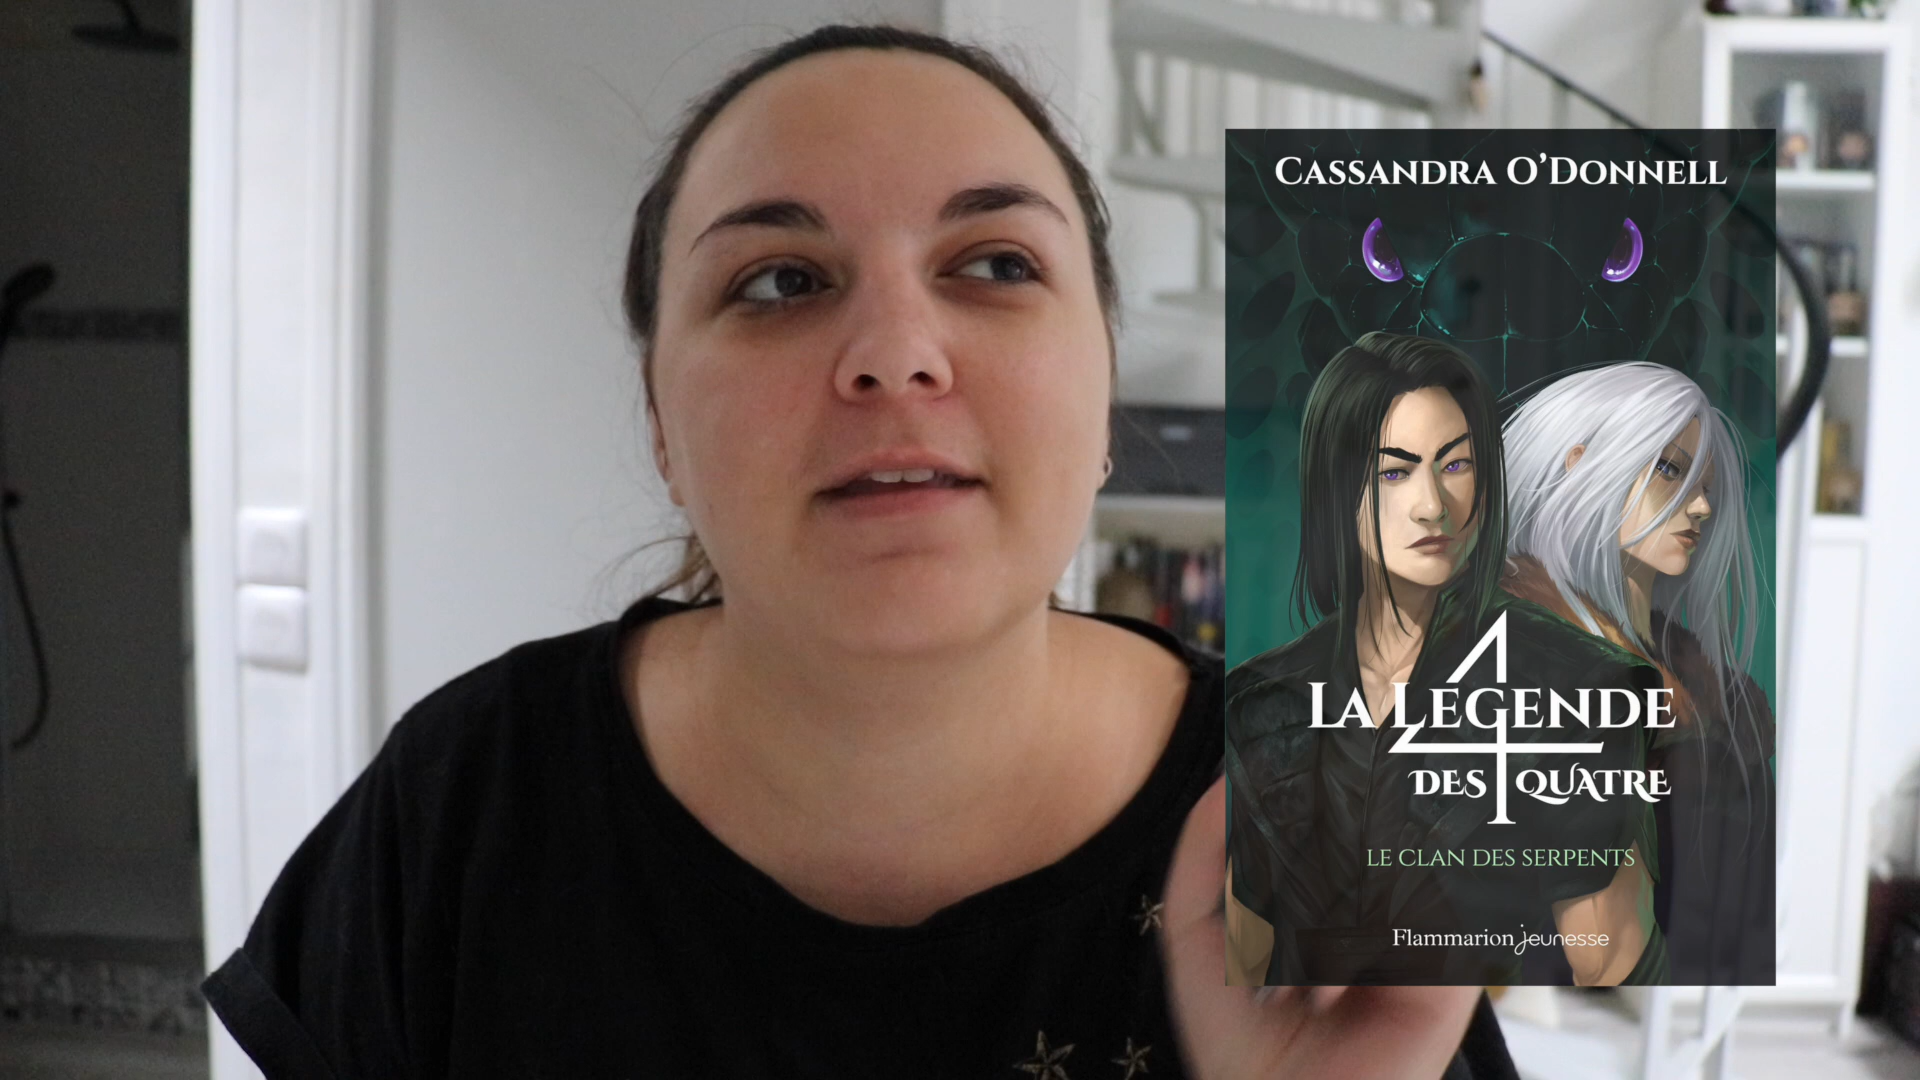 CASSANDRA O'DONNELL
LA LÉGENDE
4
DES QUATRE
LE CLAN DES SERPENTS
Flammarion jeunesse